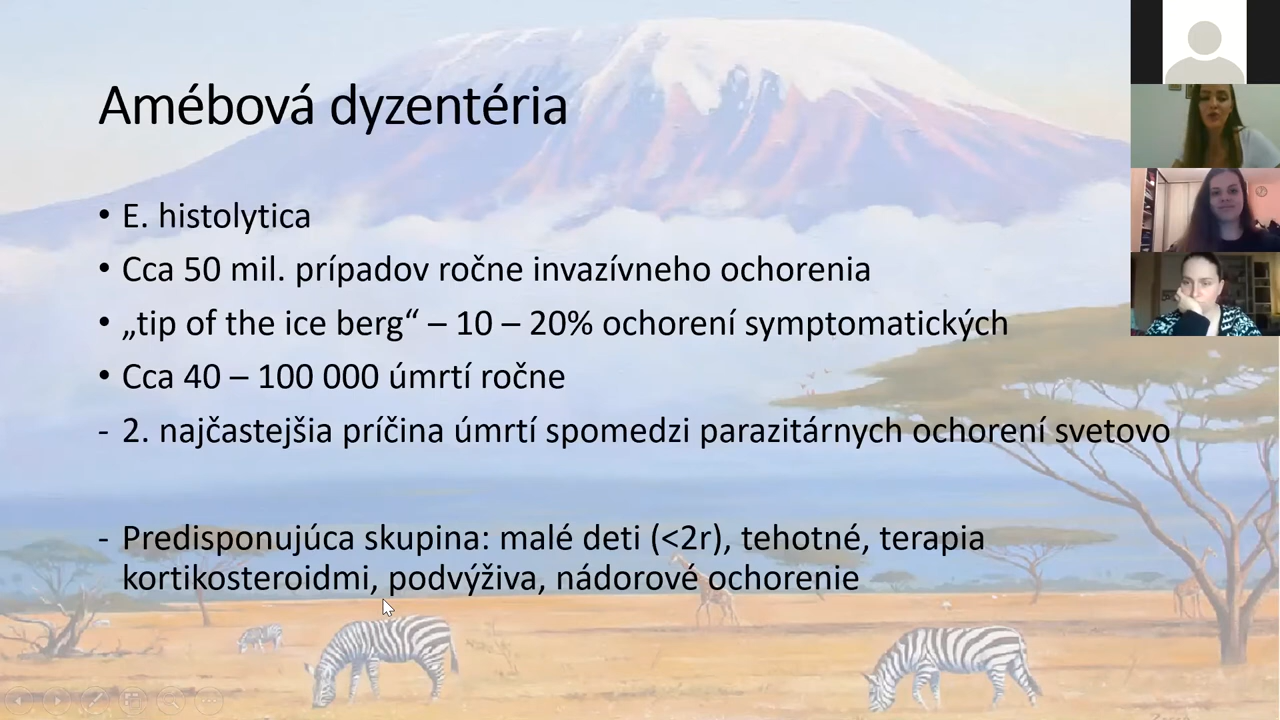 Amébová dyzentéria
• E. histolytica
• Cca 50 mil. prípadov ročne invazívneho ochorenia
• „tip of the ice berg“ – 10 – 20% ochorení symptomatických
• Cca 40 – 100 000 úmrtí ročne
- 2. najčastejšia príčina úmrtí spomedzi parazitárnych ochorení svetovo
- Predisponujúca skupina: malé deti (<2r), tehotné, terapia
kortikosteroidmi, podvýživa, nádorové ochorenie